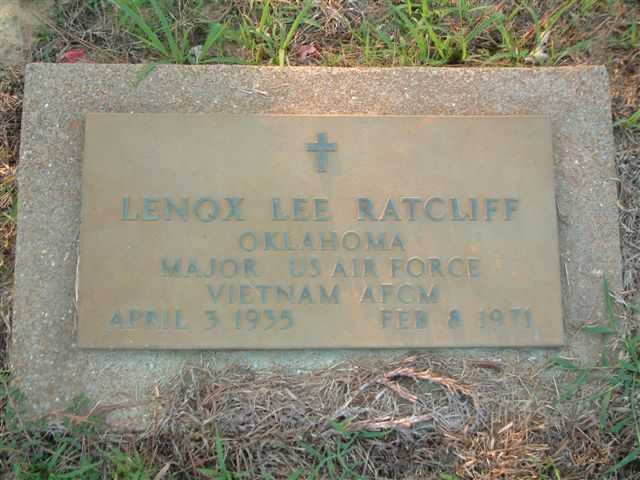 LENOX LEE RATCLIFF
OKLAHOMA
MAJOR US AIR FORCE
VIETNAM AFCM
APRIL 3 1935 FEB 8 1971